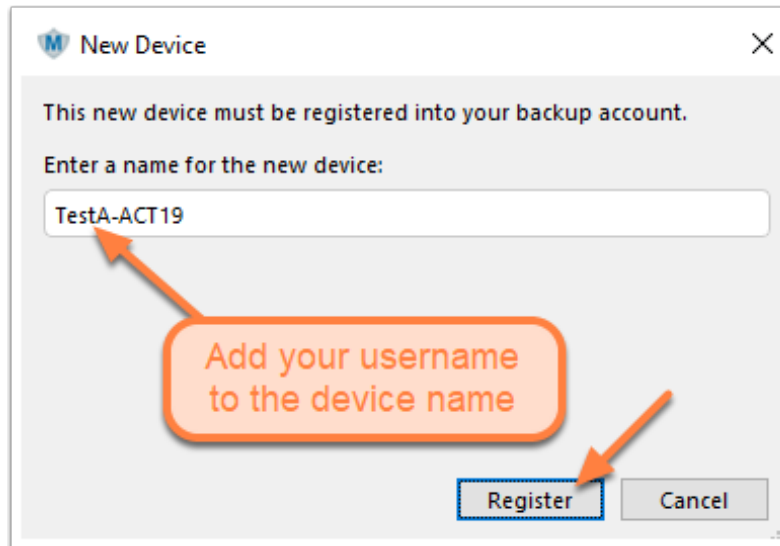 New Device
This new device must be registered into your backup account.
Enter a name for the new device:
TestA-ACT19
Add your username
to the device name
Register Cancel